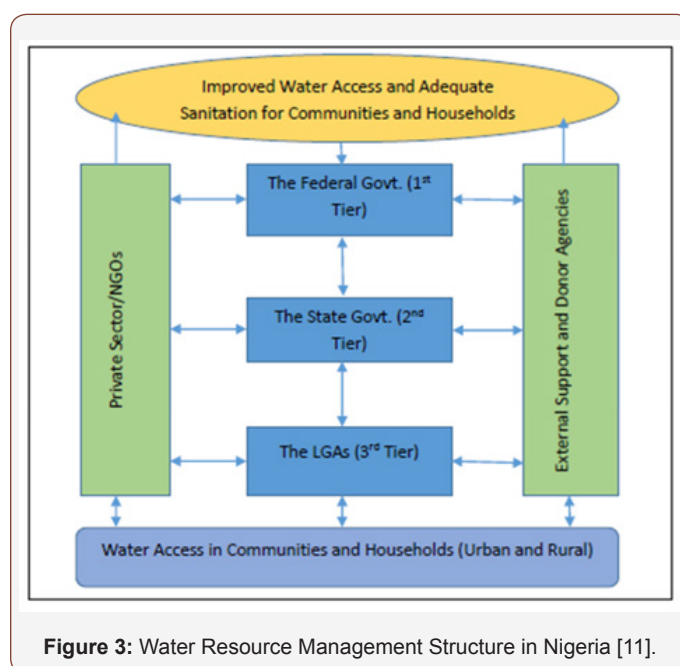 Improved Water Access and Adequate
Sanitation for Communities and Households
Private Sector/NGOs
The Federal Govt. (1st
Tier)
The State Govt. (2nd
Tier)
The LGAs (3rd Tier)
External Support and Donor Agencies
Water Access in Communities and Households (Urban and Rural)
Figure 3: Water Resource Management Structure in Nigeria [11].